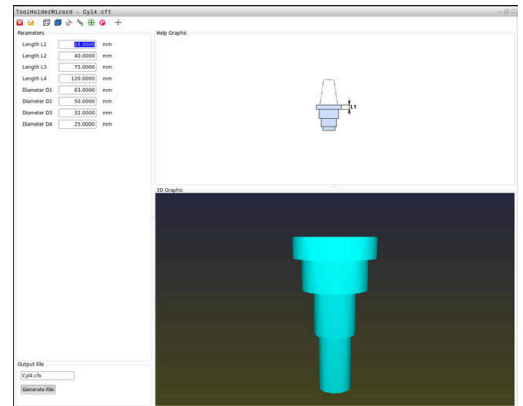 ToolHolderWizard – Cyl4.cft
Parameters
Length L1 mm
Length L2 40.0000 mm
Length L3 75.0000 mm
Length L4 120.0000 mm
Diameter D1 63.0000 mm
Diameter D2 50.0000 mm
Diameter D3 32.0000 mm
Diameter D4 25.0000 mm
Help Graphic
L1
3D Graphic
Output File
Cyl4.cfx
Generate File